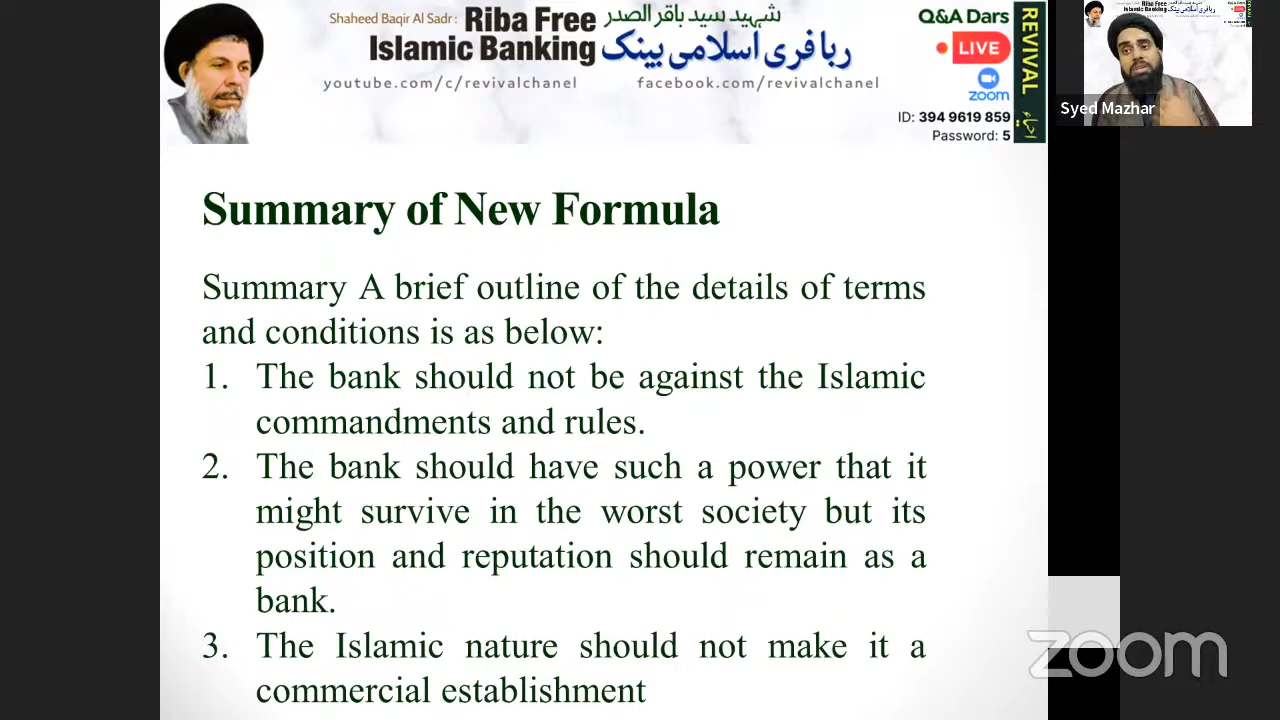 Shaheed Baqir Al Sadr :
Riba Free
Islamic Banking
شہید سید باقر الصدر
ربا فری اسلامی بینک
youtube.com/c/revivalchanel
facebook.com/revivalchanel
Q&A Dars
LIVE
zoom
ID: 394 9619 859
Password: 5
REVIVAL
احیاء
Syed Mazhar
Summary of New Formula
Summary A brief outline of the details of terms
and conditions is as below:
1. The bank should not be against the Islamic
commandments and rules.
2. The bank should have such a power that it
might survive in the worst society but its
position and reputation should remain as a
bank.
3. The Islamic nature should not make it a
commercial establishment
zoom